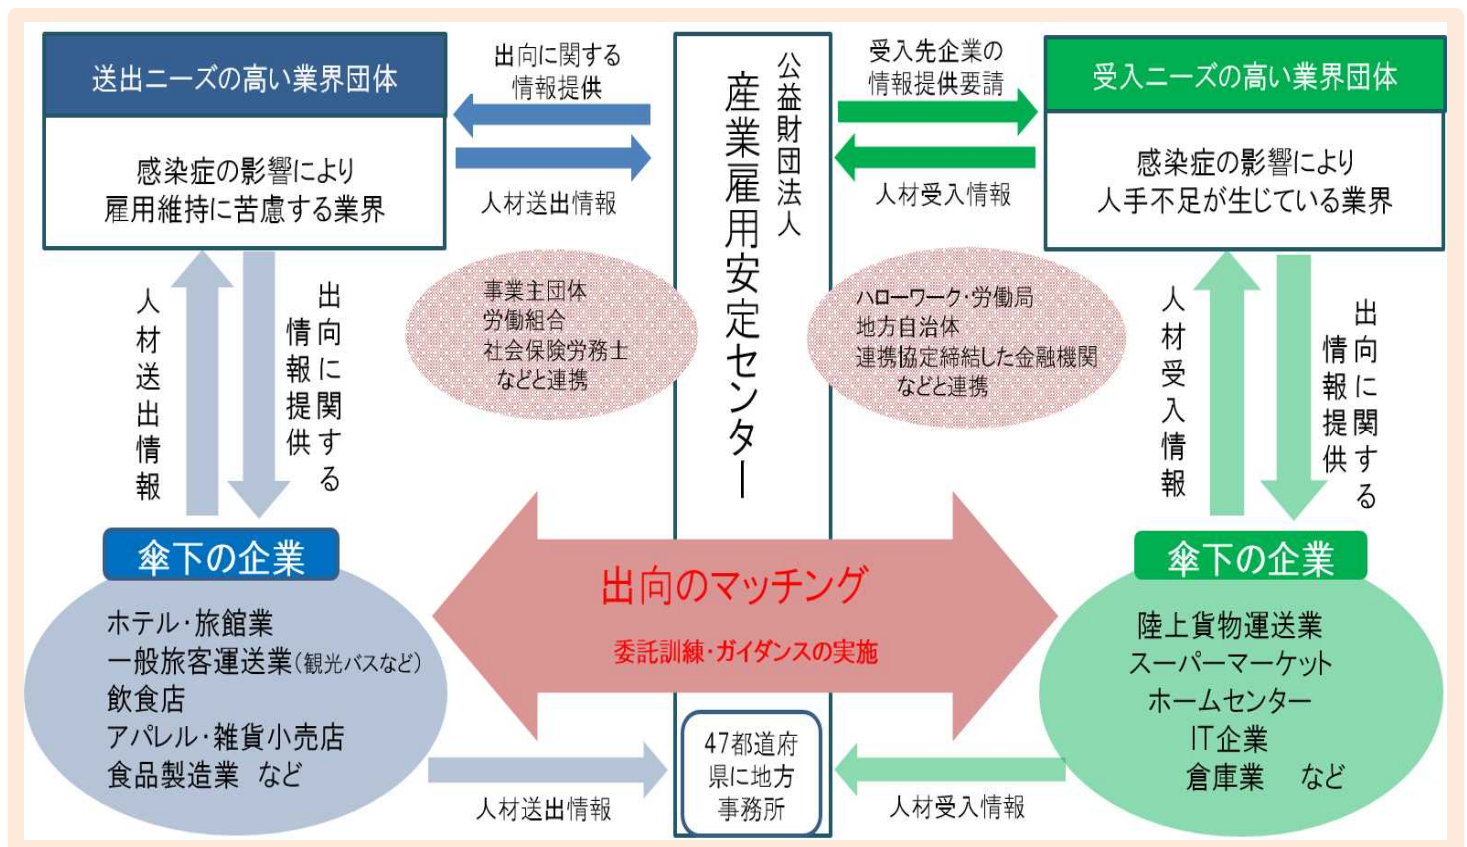 送出ニーズの高い業界団体
感染症の影響により
雇用維持に苦慮する業界
出向に関する
情報提供
人材送出情報
公益財団法人
産業雇用安定センター
受入先企業の
情報提供要請
人材受入情報
受入ニーズの高い業界団体
感染症の影響により
人手不足が生じている業界
人材送出情報
出向に関する
情報提供
事業主団体
労働組合
社会保険労務士
などと連携
ハローワーク・労働局
地方自治体
連携協定締結した金融機関
などと連携
人材受入情報
出向に関する
情報提供
出向のマッチング
委託訓練・ガイダンスの実施
傘下の企業
ホテル・旅館業
一般旅客運送業(観光バスなど)
飲食店
アパレル・雑貨小売店
食品製造業 など
人材送出情報
47都道府
県に地方
事務所
人材受入情報
傘下の企業
陸上貨物運送業
スーパーマーケット
ホームセンター
IT企業
倉庫業 など